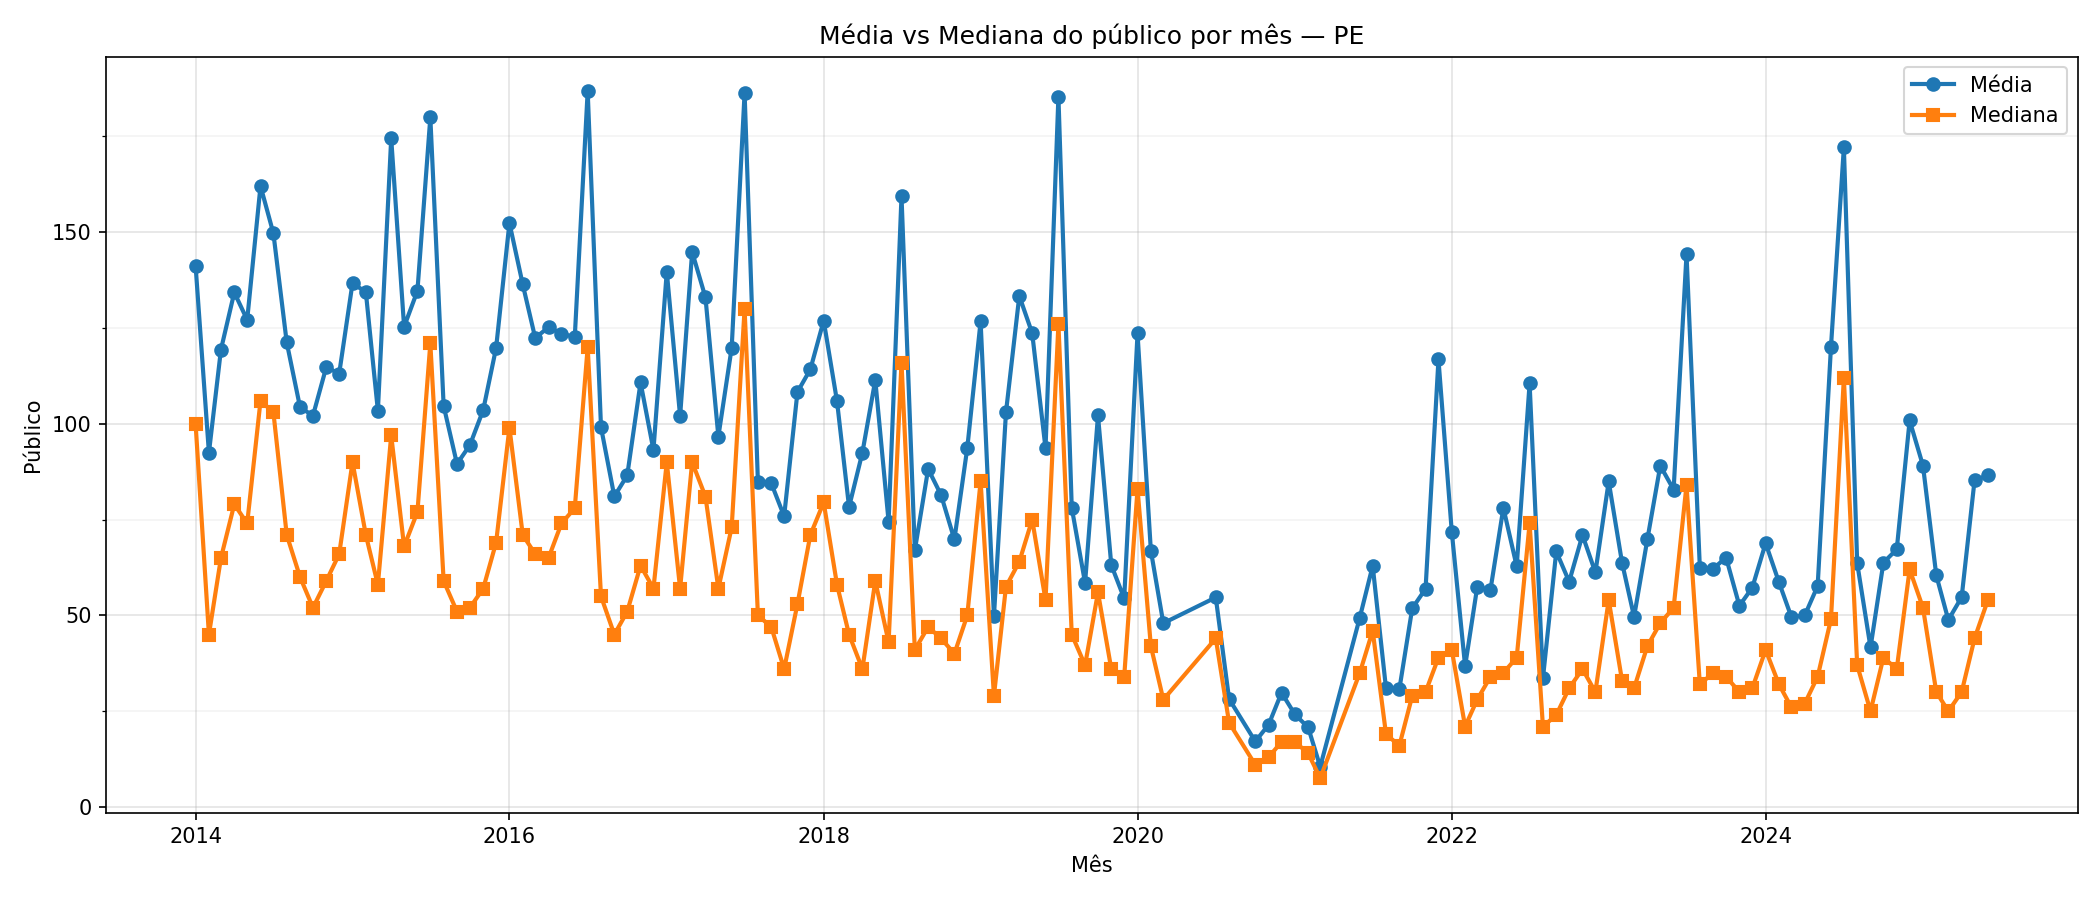 Média vs Mediana do público por mês — PE
Média
Mediana
Público
150
100
50
0
2014 2016 2018 2020 2022 2024
Mês